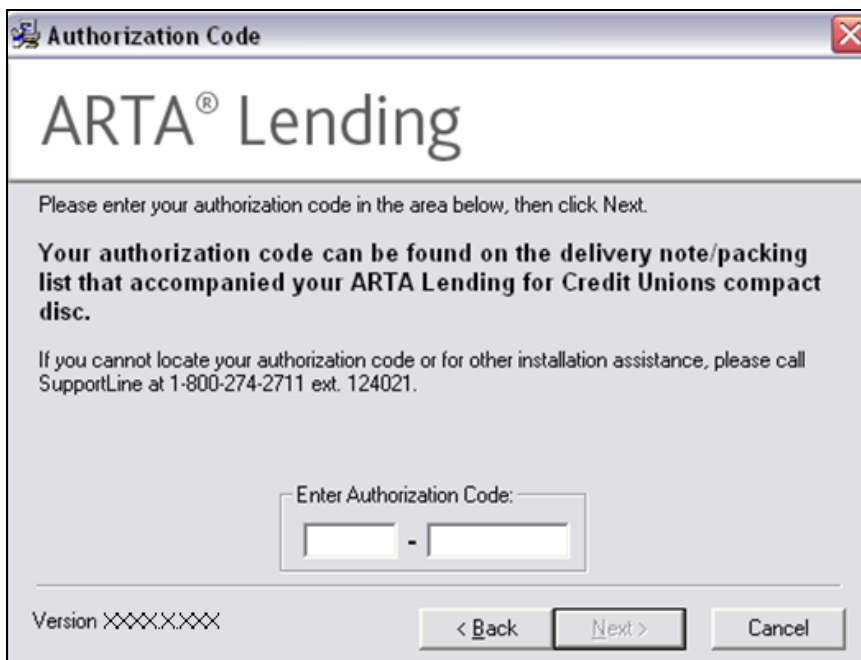 Authorization Code
ARTA® Lending
Please enter your authorization code in the area below, then click Next.
Your authorization code can be found on the delivery note/packing
list that accompanied your ARTA Lending for Credit Unions compact
disc.
If you cannot locate your authorization code or for other installation assistance, please call
SupportLine at 1-800-274-2711 ext. 124021.
Enter Authorization Code:
-
Version XXXX.X.XXX
< Back
Next >
Cancel